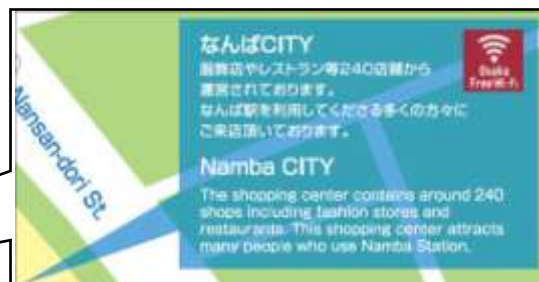 なんばCITY
服飾店やレストラン等240店舗から
運営されております。
なんば駅を利用してくださる多くの方々に
ご来店頂いております。
Osaka
Free Wi-Fi
Namba CITY
The shopping center contains around 240
shops including fashion stores and
restaurants. This shopping center attracts
many people who use Namba Station.
Nansan-dori St.